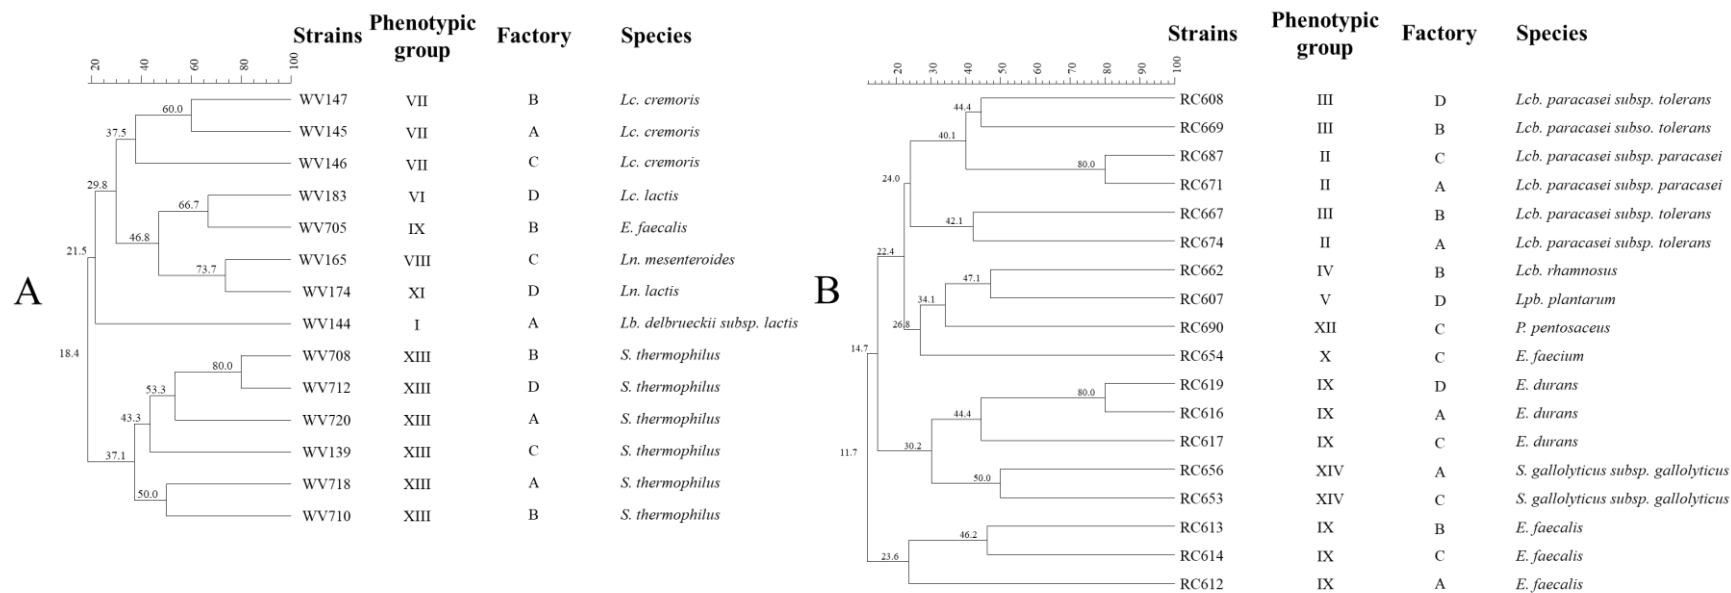 A
Strains Phenotypic group Factory Species
20 40 60 80 100
WV147 VII B Lc. cremoris
WV145 VII A Lc. cremoris
WV146 VII C Lc. cremoris
WV183 VI D Lc. lactis
WV705 IX B E. faecalis
WV165 VIII C Ln. mesenteroides
WV174 XI D Ln. lactis
WV144 I A Lb. delbrueckii subsp. lactis
WV708 XIII B S. thermophilus
WV712 XIII D S. thermophilus
WV720 XIII A S. thermophilus
WV139 XIII C S. thermophilus
WV718 XIII A S. thermophilus
WV710 XIII B S. thermophilus
60.0
37.5
29.8
66.7
46.8
21.5
73.7
18.4
80.0
53.3
43.3
37.1
50.0
B
Strains Phenotypic group Factory Species
20 30 40 50 60 70 80 90 100
RC608 III D Lcb. paracasei subsp. tolerans
RC669 III B Lcb. paracasei subso. tolerans
RC687 II C Lcb. paracasei subsp. paracasei
RC671 II A Lcb. paracasei subsp. paracasei
RC667 III B Lcb. paracasei subsp. tolerans
RC674 II A Lcb. paracasei subsp. tolerans
RC662 IV B Lcb. rhamnosus
RC607 V D Lpb. plantarum
RC690 XII C P. pentosaceus
RC654 X C E. faecium
RC619 IX D E. durans
RC616 IX A E. durans
RC617 IX C E. durans
RC656 XIV A S. gallolyticus subsp. gallolyticus
RC653 XIV C S. gallolyticus subsp. gallolyticus
RC613 IX B E. faecalis
RC614 IX C E. faecalis
RC612 IX A E. faecalis
44.4
40.1
80.0
24.0
42.1
22.4
47.1
34.1
26.8
14.7
80.0
44.4
30.2
11.7
50.0
46.2
23.6